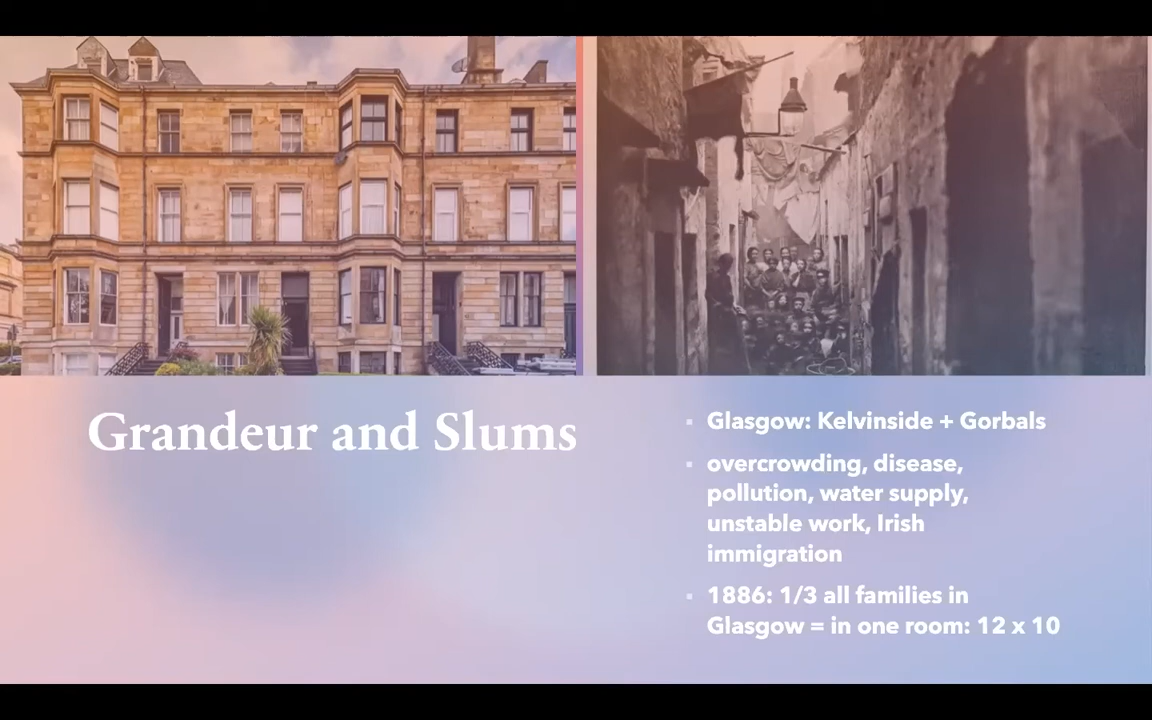 Grandeur and Slums
Glasgow: Kelvinside + Gorbals
overcrowding, disease,
pollution, water supply,
unstable work, Irish
immigration
1886: 1/3 all families in
Glasgow = in one room: 12 x 10